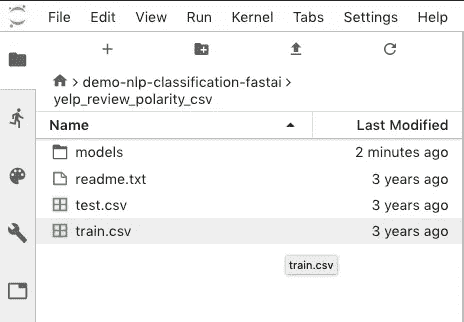 File Edit View Run Kernel Tabs Settings Help
> demo-nlp-classification-fastai >
yelp_review_polarity_csv
Name Last Modified
models 2 minutes ago
readme.txt 3 years ago
test.csv 3 years ago
train.csv 3 years ago
train.csv